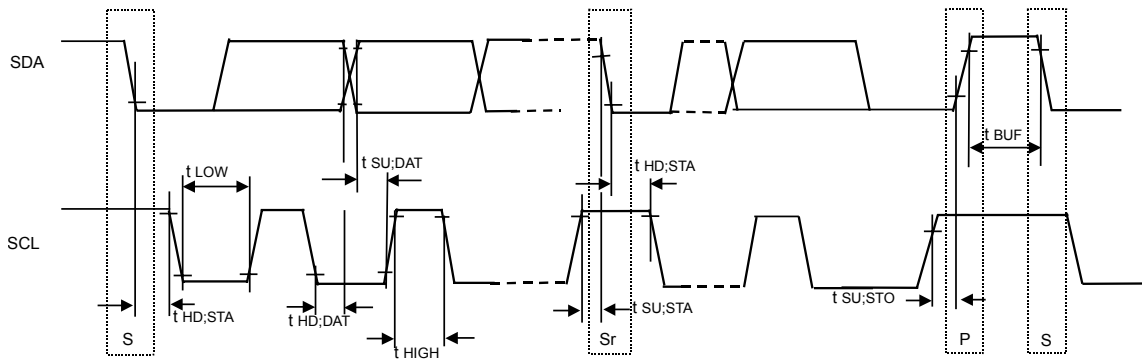 SDA
t BUF
t SU;DAT
t LOW
t HD;STA
SCL
t HD;STA
t HD;DAT
t SU;STA
t SU;STO
t HIGH
S
Sr
P
S